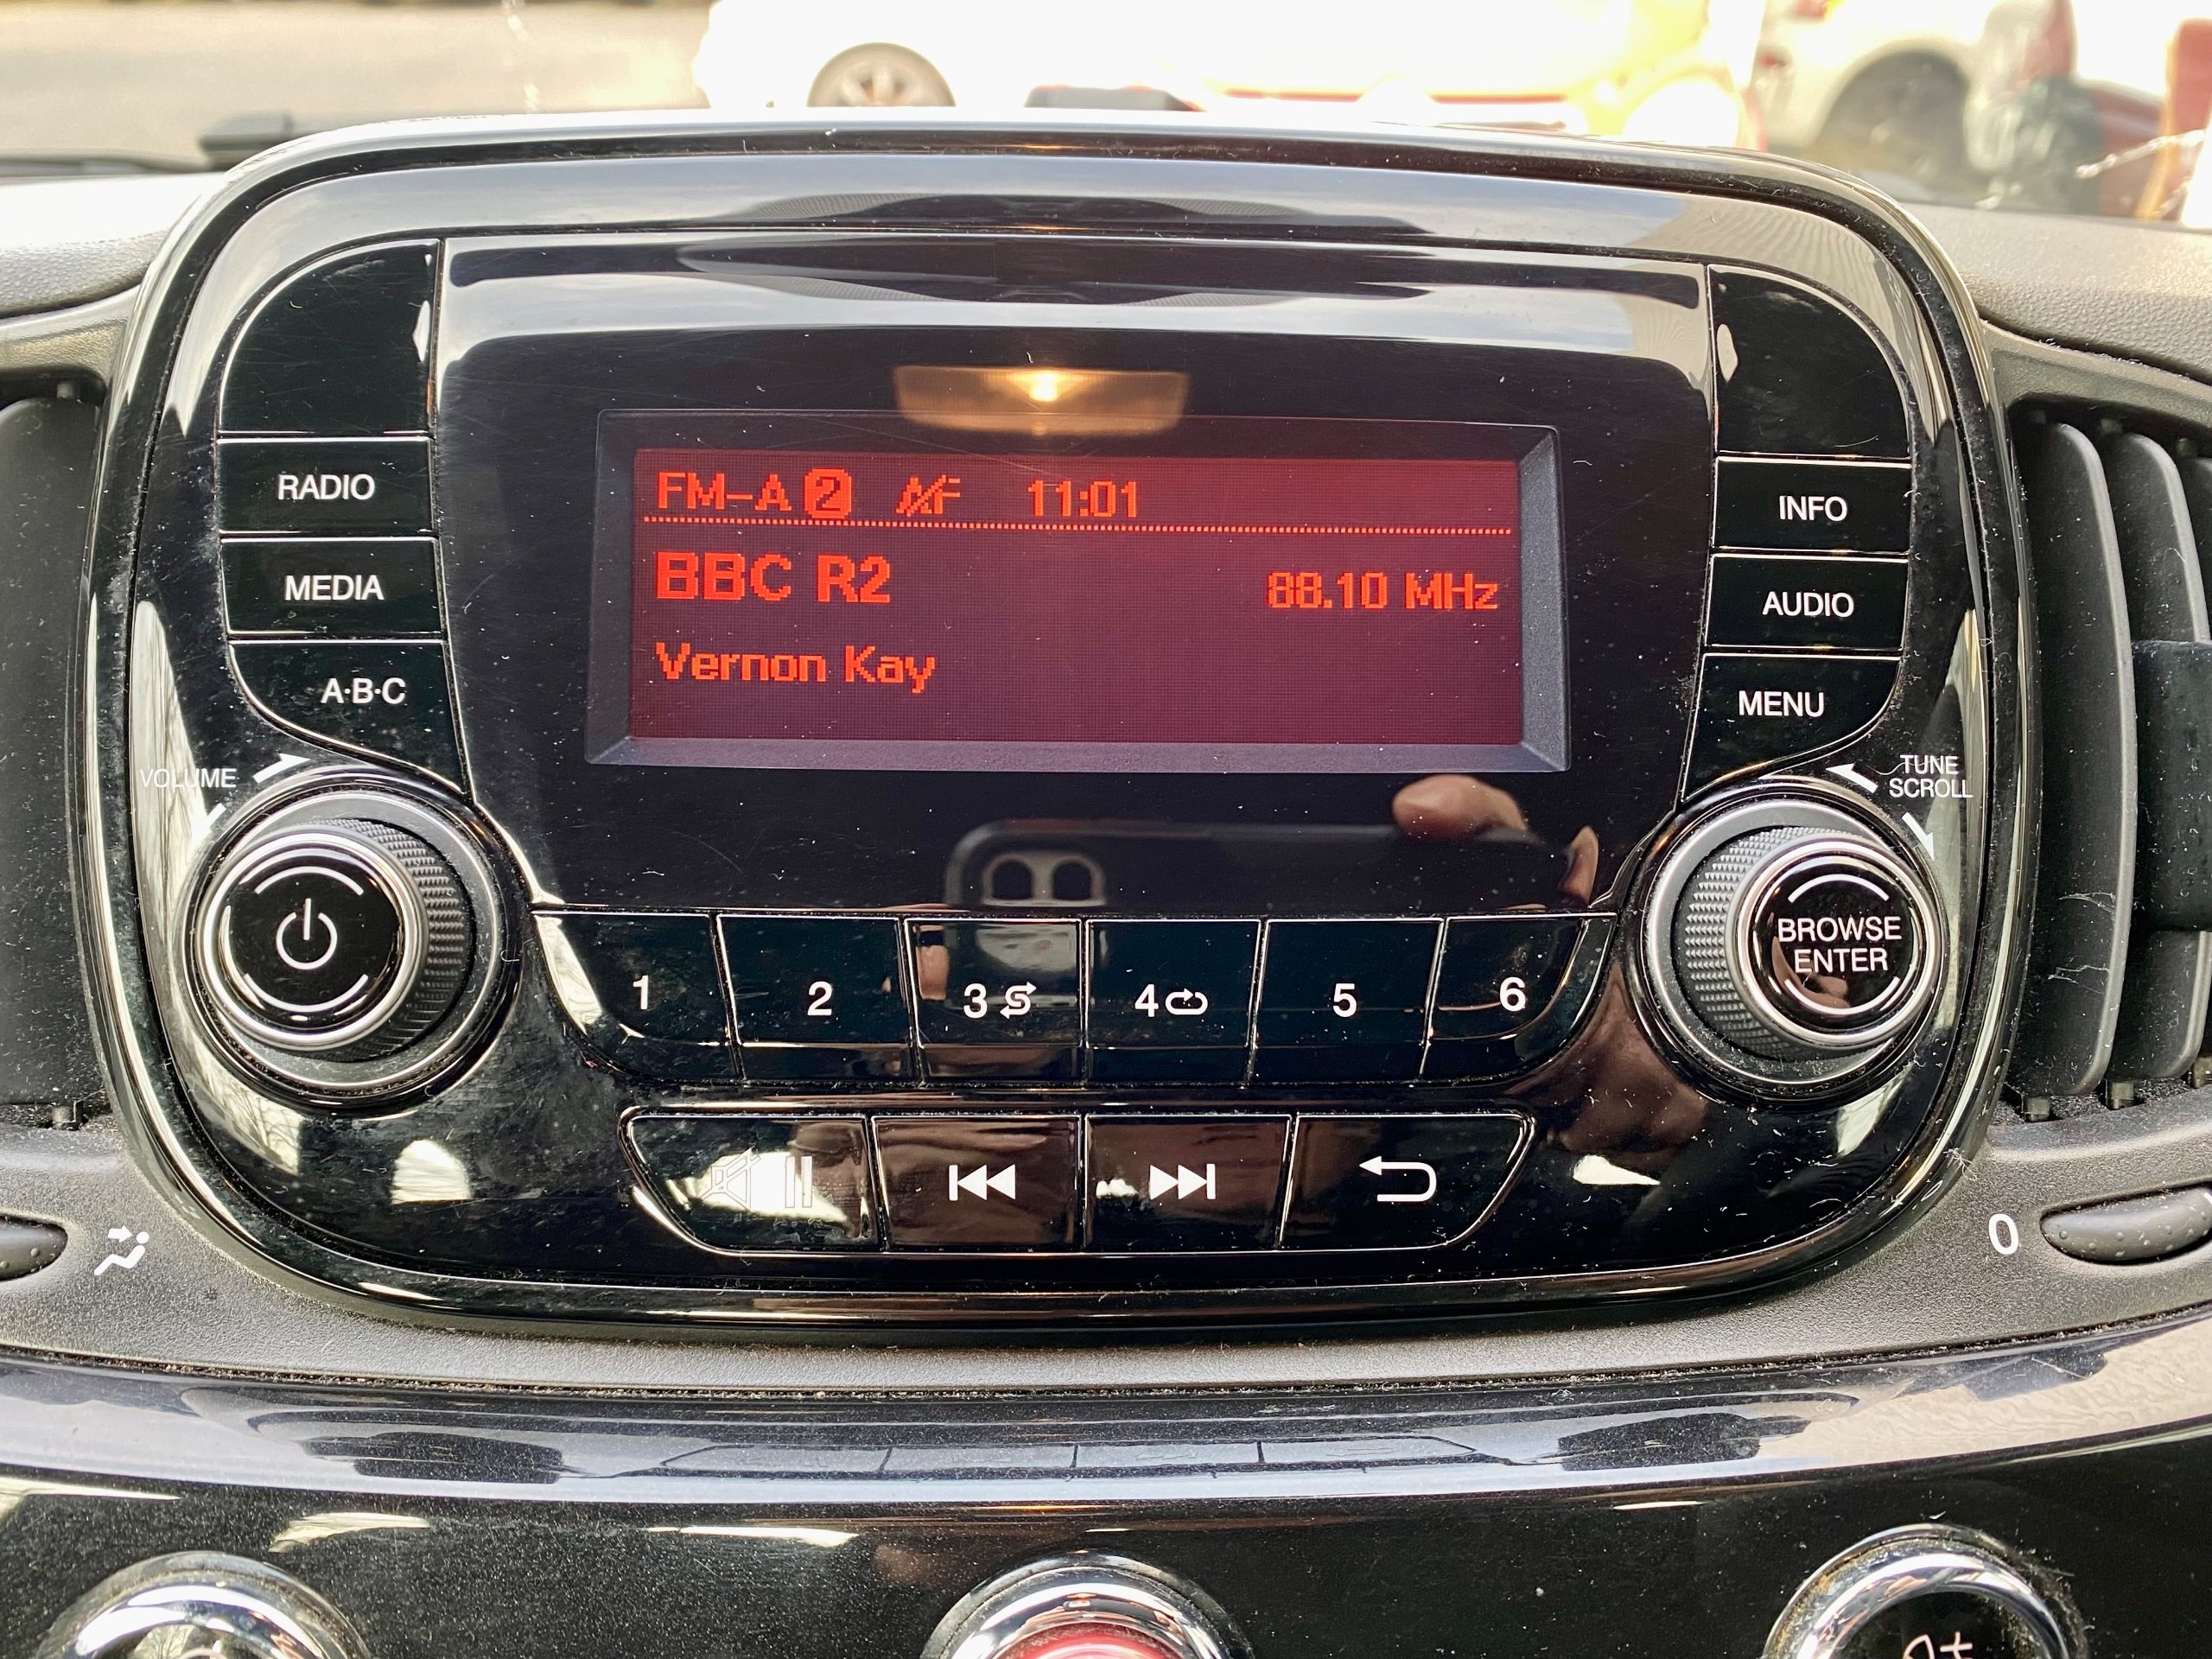 FM-A 2 AF 11:01
BBC R2 88.10 MHz
Vernon Kay
RADIO
MEDIA
A·B·C
INFO
AUDIO
MENU
VOLUME
TUNE
SCROLL
BROWSE
ENTER
1 2 3 4 5 6
0